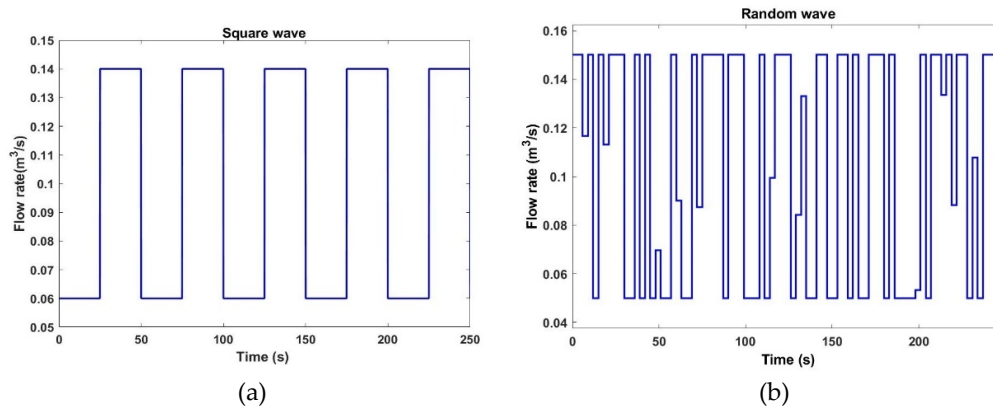 Square wave
0.15
0.14
0.13
0.12
0.11
0.1
0.09
0.08
0.07
0.06
0.05
Flow rate(m³/s)
0 50 100 150 200 250
Time (s)
(a)
Random wave
0.16
0.14
0.12
0.1
0.08
0.06
0.04
Flow rate (m³/s)
0 50 100 150 200
Time (s)
(b)